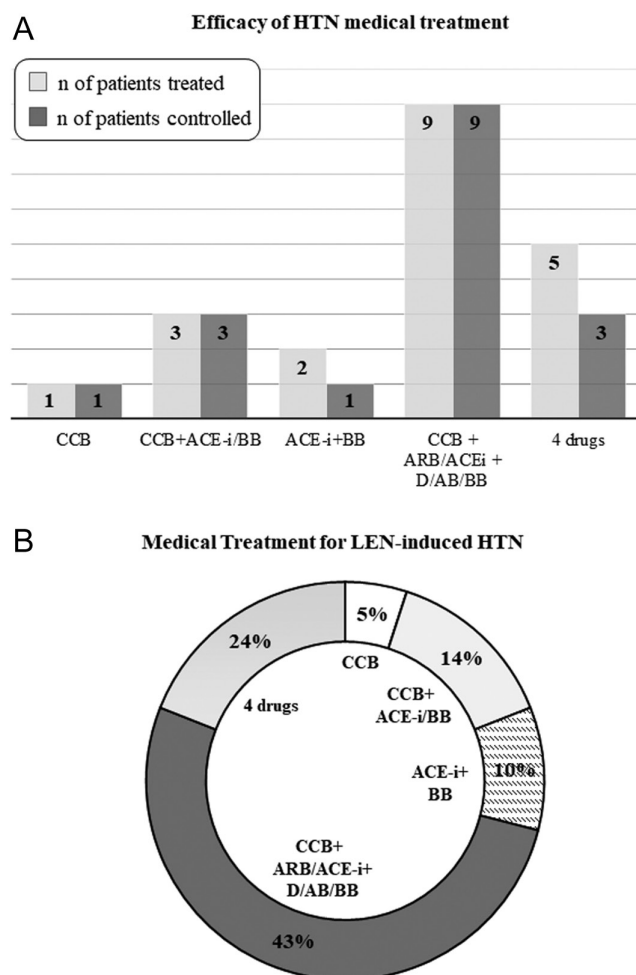 A
Efficacy of HTN medical treatment
n of patients treated
n of patients controlled
1
1
3
3
2
1
9
9
5
3
CCB
CCB+ACE-i/BB
ACE-i+BB
CCB +
ARB/ACEi +
D/AB/BB
4 drugs
B
Medical Treatment for LEN-induced HTN
5%
CCB
14%
CCB+
ACE-i/BB
10%
ACE-i+
BB
24%
4 drugs
CCB+
ARB/ACE-i+
D/AB/BB
43%